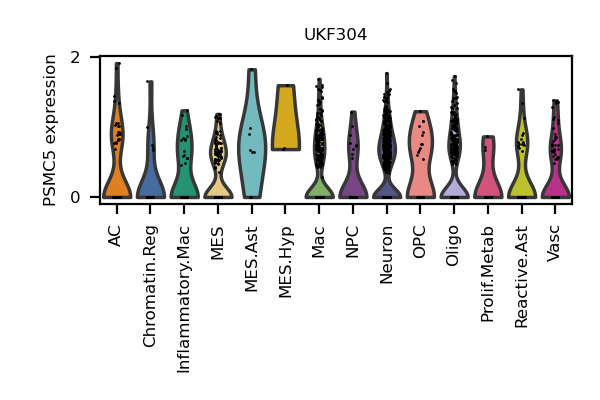 UKF304
PSMC5 expression
2
0
AC
Chromatin.Reg
Inflammatory.Mac
MES
MES.Ast
MES.Hyp
Mac
NPC
Neuron
OPC
Oligo
Prolif.Metab
Reactive.Ast
Vasc